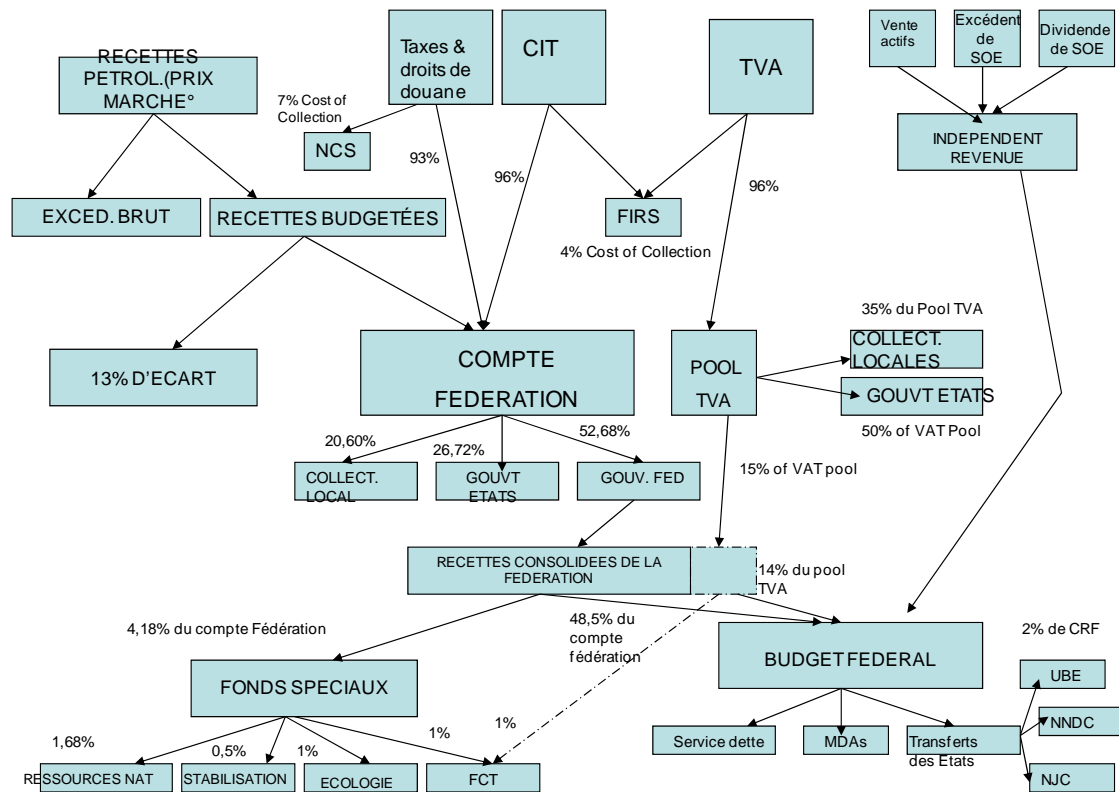 RECETTES
PETROL.(PRIX
MARCHE°
Taxes &
droits de
douane
CIT
TVA
Vente
actifs
Excédent
de
SOE
Dividende
de SOE
7% Cost of
Collection
NCS
93%
96%
96%
INDEPENDENT
REVENUE
EXCED. BRUT
RECETTES BUDGETÉES
FIRS
4% Cost of Collection
35% du Pool TVA
COLLECT.
LOCALES
13% D'ECART
COMPTE
FEDERATION
POOL
TVA
GOUVT ETATS
50% of VAT Pool
20,60%
26,72%
52,68%
15% of VAT pool
COLLECT.
LOCAL
GOUVT
ETATS
GOUV. FED
RECETTES CONSOLIDEES DE LA
FEDERATION
14% du pool
TVA
4,18% du compte Fédération
48,5% du
compte
fédération
2% de CRF
FONDS SPECIAUX
BUDGET FEDERAL
UBE
NNDC
NJC
1,68%
0,5%
1%
1%
1%
Service dette
MDAs
Transferts
des Etats
RESSOURCES NAT
STABILISATION
ECOLOGIE
FCT